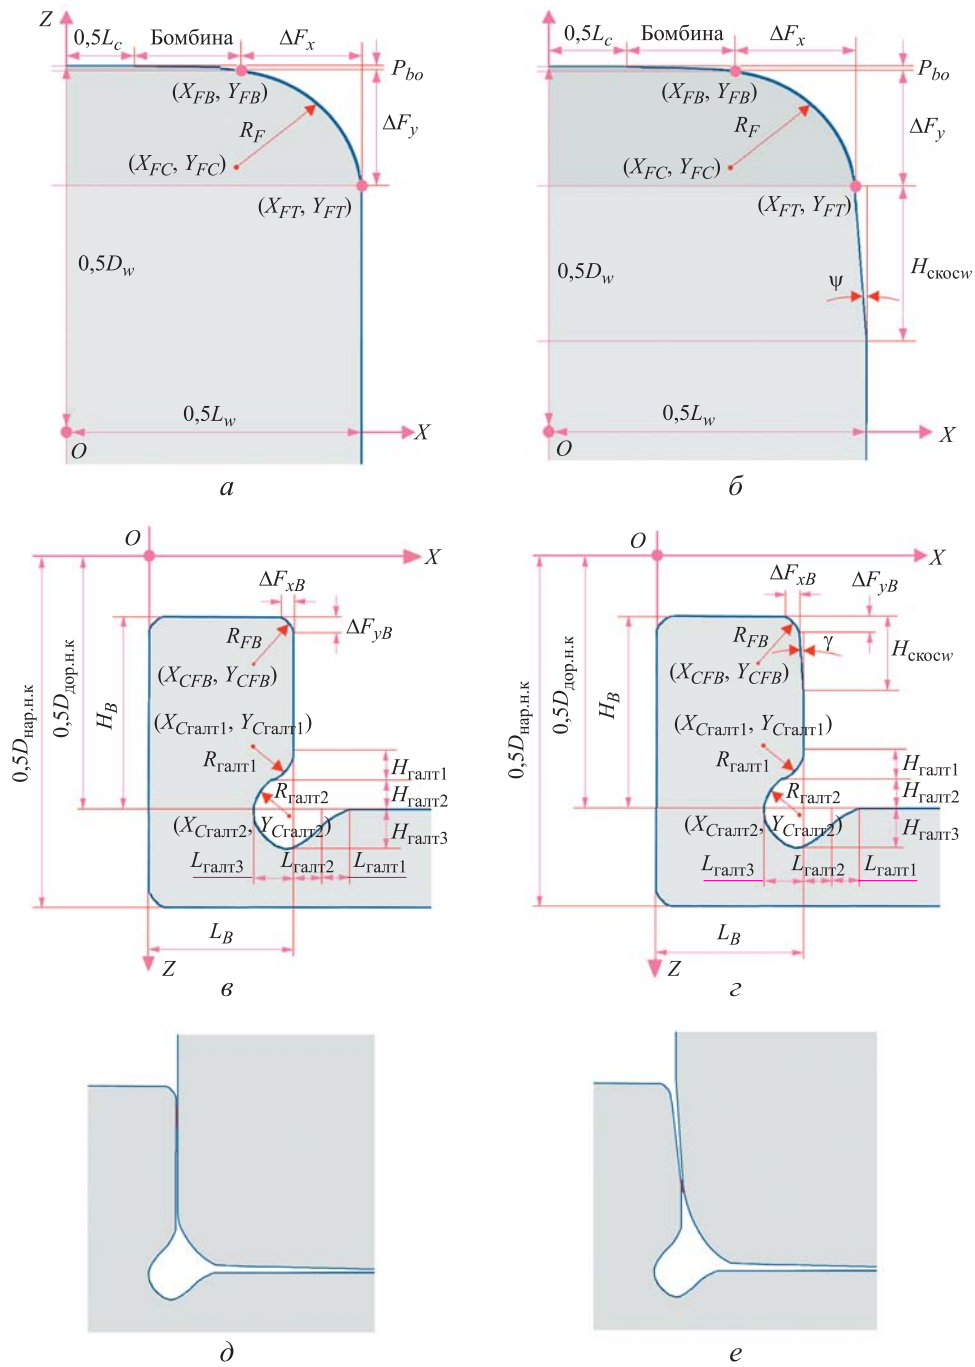 Z
0,5Lc
Бомбина
ΔFx
Pbo
(XFB, YFB)
RF
ΔFy
(XFC, YFC)
(XFT, YFT)
0,5Dw
0,5Lw
X
O
а
0,5Lc
Бомбина
ΔFx
Pbo
(XFB, YFB)
RF
ΔFy
(XFC, YFC)
(XFT, YFT)
0,5Dw
Hскосw
ψ
0,5Lw
X
O
б
O
X
ΔFxB
ΔFyB
RFB
(XCFB, YCFB)
0,5Dнар.н.к
0,5Dдор.н.к
HB
(XCгалт1, YCгалт1)
Rгалт1
Hгалт1
Rгалт2
Hгалт2
(XCгалт2, YCгалт2)
Hгалт3
Lгалт3
Lгалт2
Lгалт1
LB
Z
в
O
X
ΔFxB
ΔFyB
RFB
γ
Hскосw
(XCFB, YCFB)
0,5Dнар.н.к
0,5Dдор.н.к
HB
(XCгалт1, YCгалт1)
Rгалт1
Hгалт1
Rгалт2
Hгалт2
(XCгалт2, YCгалт2)
Hгалт3
Lгалт3
Lгалт2
Lгалт1
LB
Z
г
д
е